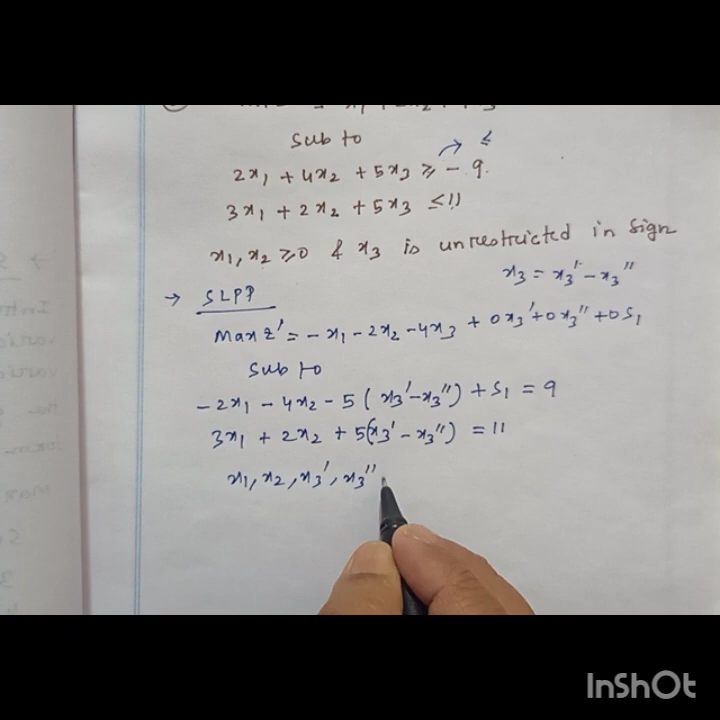 Sub to
≤
2x₁ + 4x₂ + 5x₃ ≥ - 9.
3x₁ + 2x₂ + 5x₃ ≤ 11
x₁, x₂ ≥0 & x₃ is unrestricted in sign
x₃ = x₃' - x₃''
→ SLPP
Max z' = - x₁ - 2x₂ - 4x₃ + 0x₃' + 0x₃'' + 0S₁
Sub to
- 2x₁ - 4x₂ - 5 ( x₃' - x₃'') + S₁ = 9
3x₁ + 2x₂ + 5(x₃' - x₃'') = 11
x₁, x₂, x₃', x₃''
InShOt